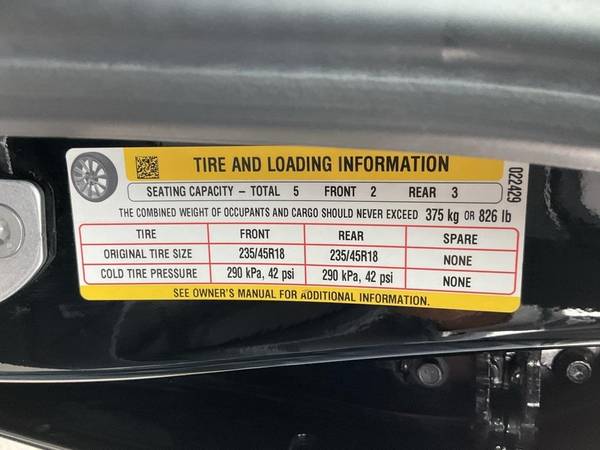 TIRE AND LOADING INFORMATION
SEATING CAPACITY – TOTAL 5 FRONT 2 REAR 3
THE COMBINED WEIGHT OF OCCUPANTS AND CARGO SHOULD NEVER EXCEED 375 kg OR 826 lb
TIRE FRONT REAR SPARE
ORIGINAL TIRE SIZE 235/45R18 235/45R18 NONE
COLD TIRE PRESSURE 290 kPa, 42 psi 290 kPa, 42 psi NONE
SEE OWNER'S MANUAL FOR ADDITIONAL INFORMATION.
022429